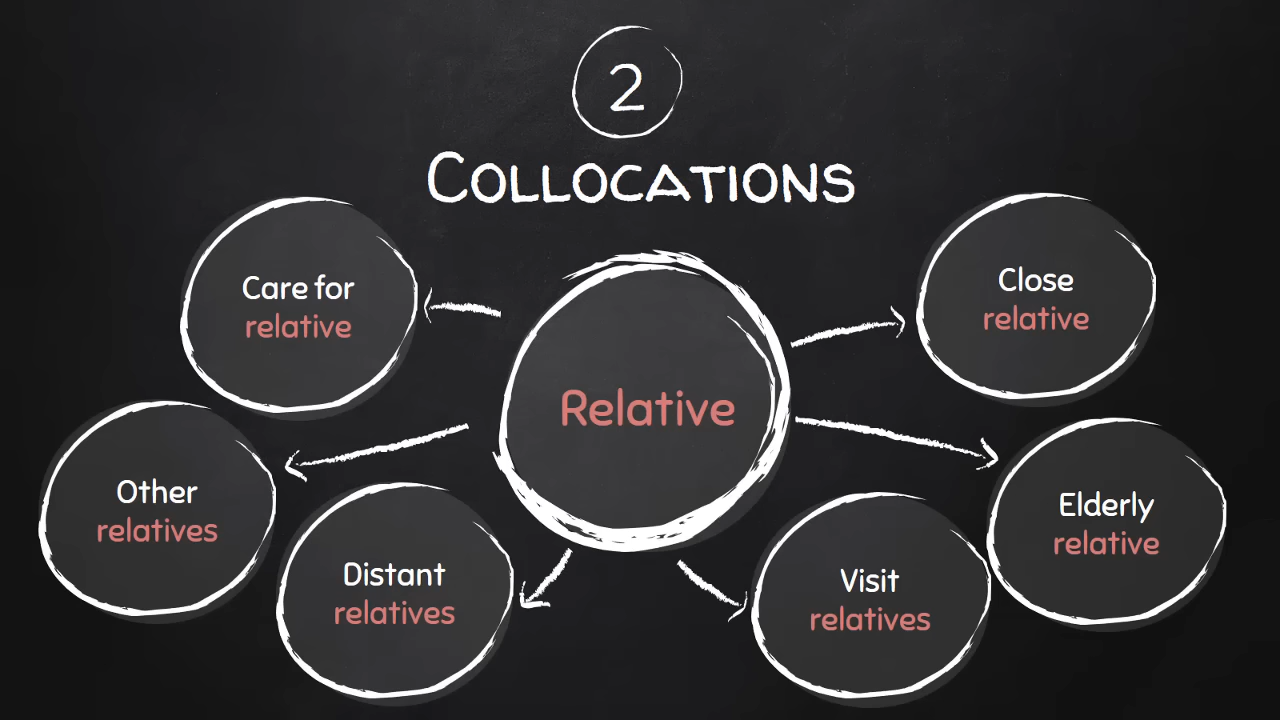 2
Collocations
Care for
relative
Close
relative
Relative
Other
relatives
Elderly
relative
Distant
relatives
Visit
relatives